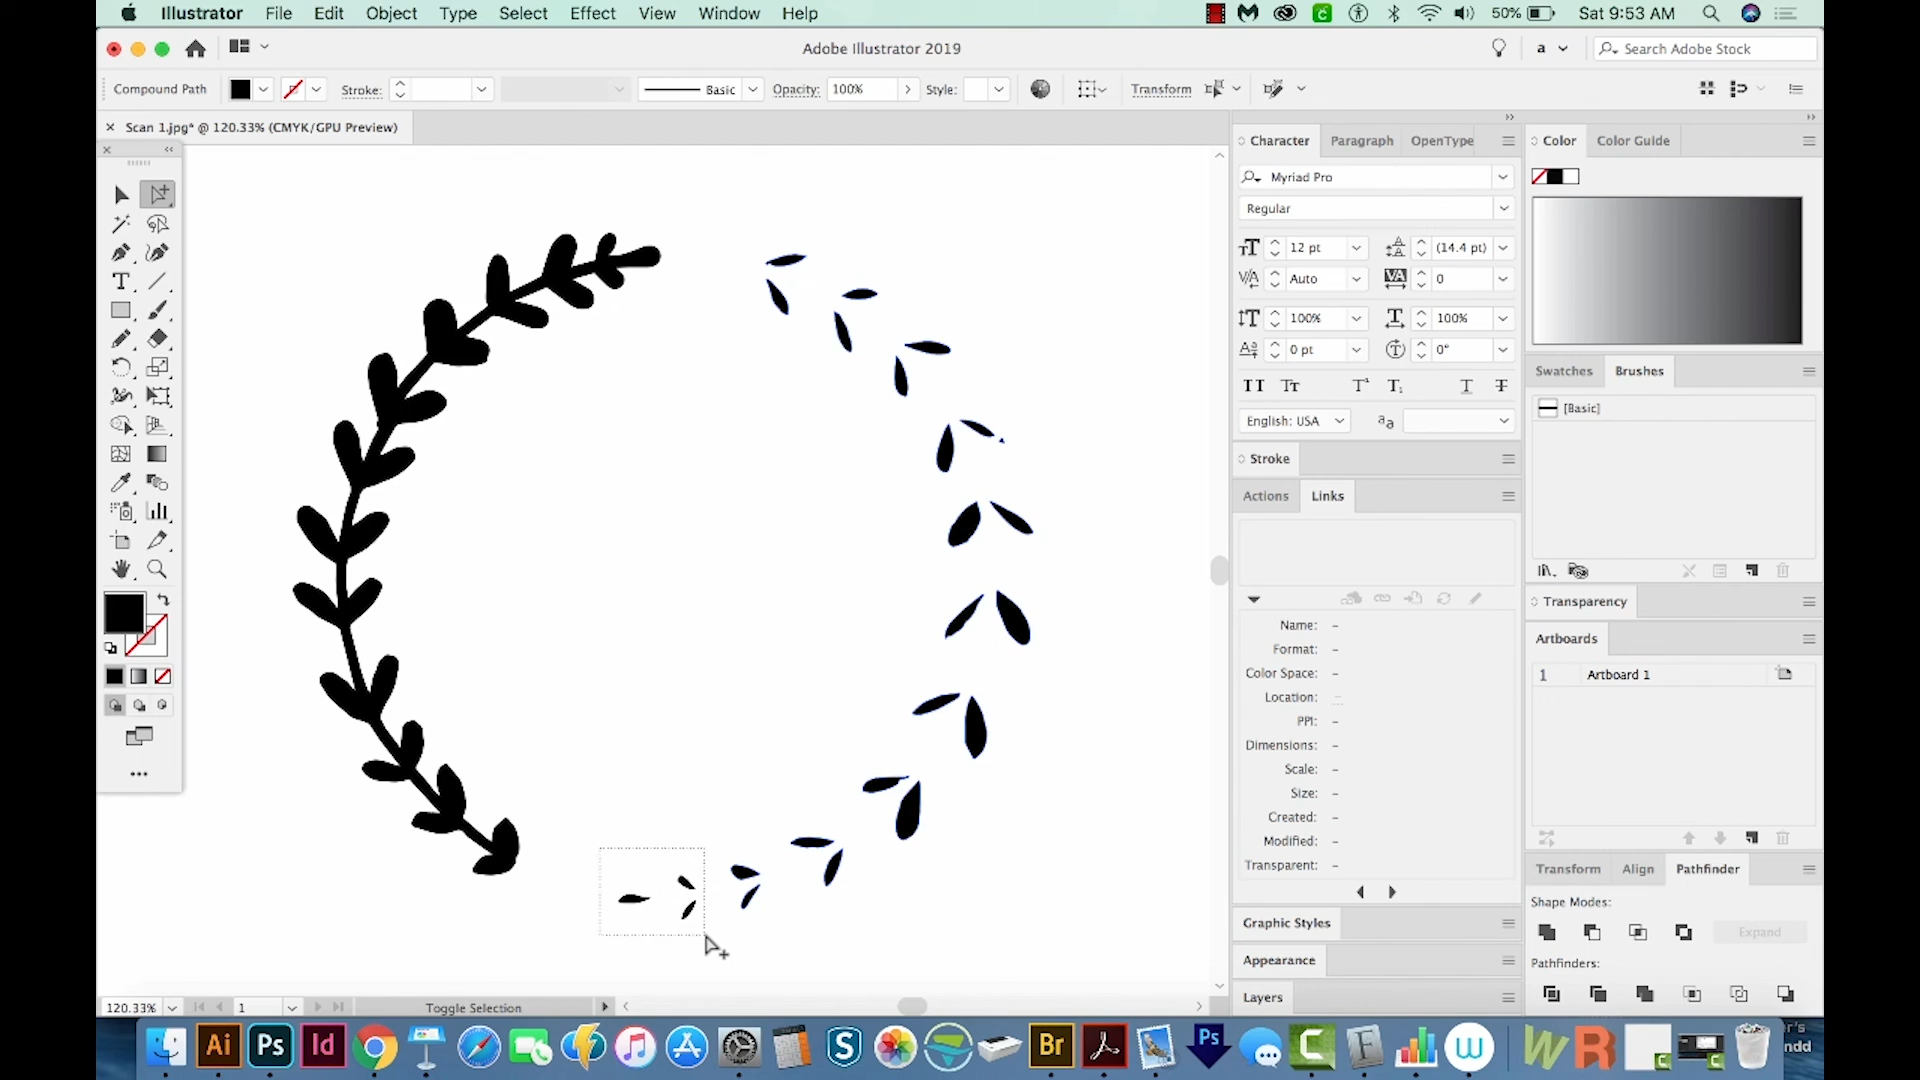 Illustrator File Edit Object Type Select Effect View Window Help 50% Sat 9:53 AM
Adobe Illustrator 2019 a Search Adobe Stock
Compound Path Stroke: Basic Opacity: 100% Style: Transform
Scan 1.jpg* @ 120.33% (CMYK/GPU Preview)
Character Paragraph OpenType
Myriad Pro
Regular
12 pt (14.4 pt)
Auto 0
100% 100%
0 pt 0°
English: USA
Stroke
Actions Links
Name: –
Format: –
Color Space: –
Location: –
PPI: –
Dimensions: –
Scale: –
Size: –
Created: –
Modified: –
Transparent: –
Graphic Styles
Appearance
Layers
Color Color Guide
Swatches Brushes
[Basic]
Transparency
Artboards
1 Artboard 1
Transform Align Pathfinder
Shape Modes:
Expand
Pathfinders:
120.33% 1 Toggle Selection
Ai Ps Id S Br Ps C F W W R